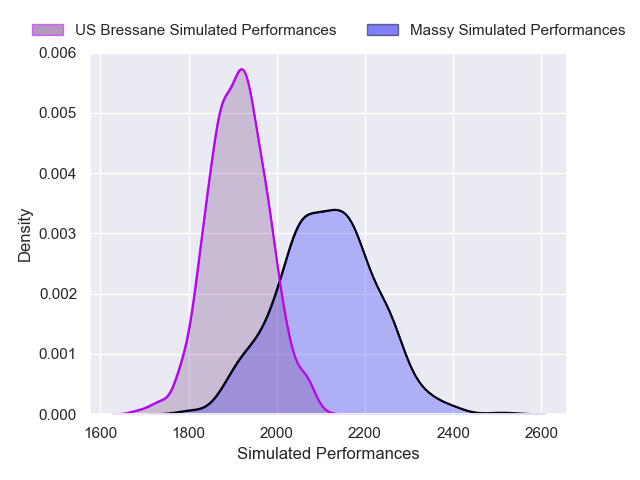 US Bressane Simulated Performances Massy Simulated Performances
0.006
0.005
0.004
0.003
0.002
0.001
0.000
Density
1600 1800 2000 2200 2400 2600
Simulated Performances